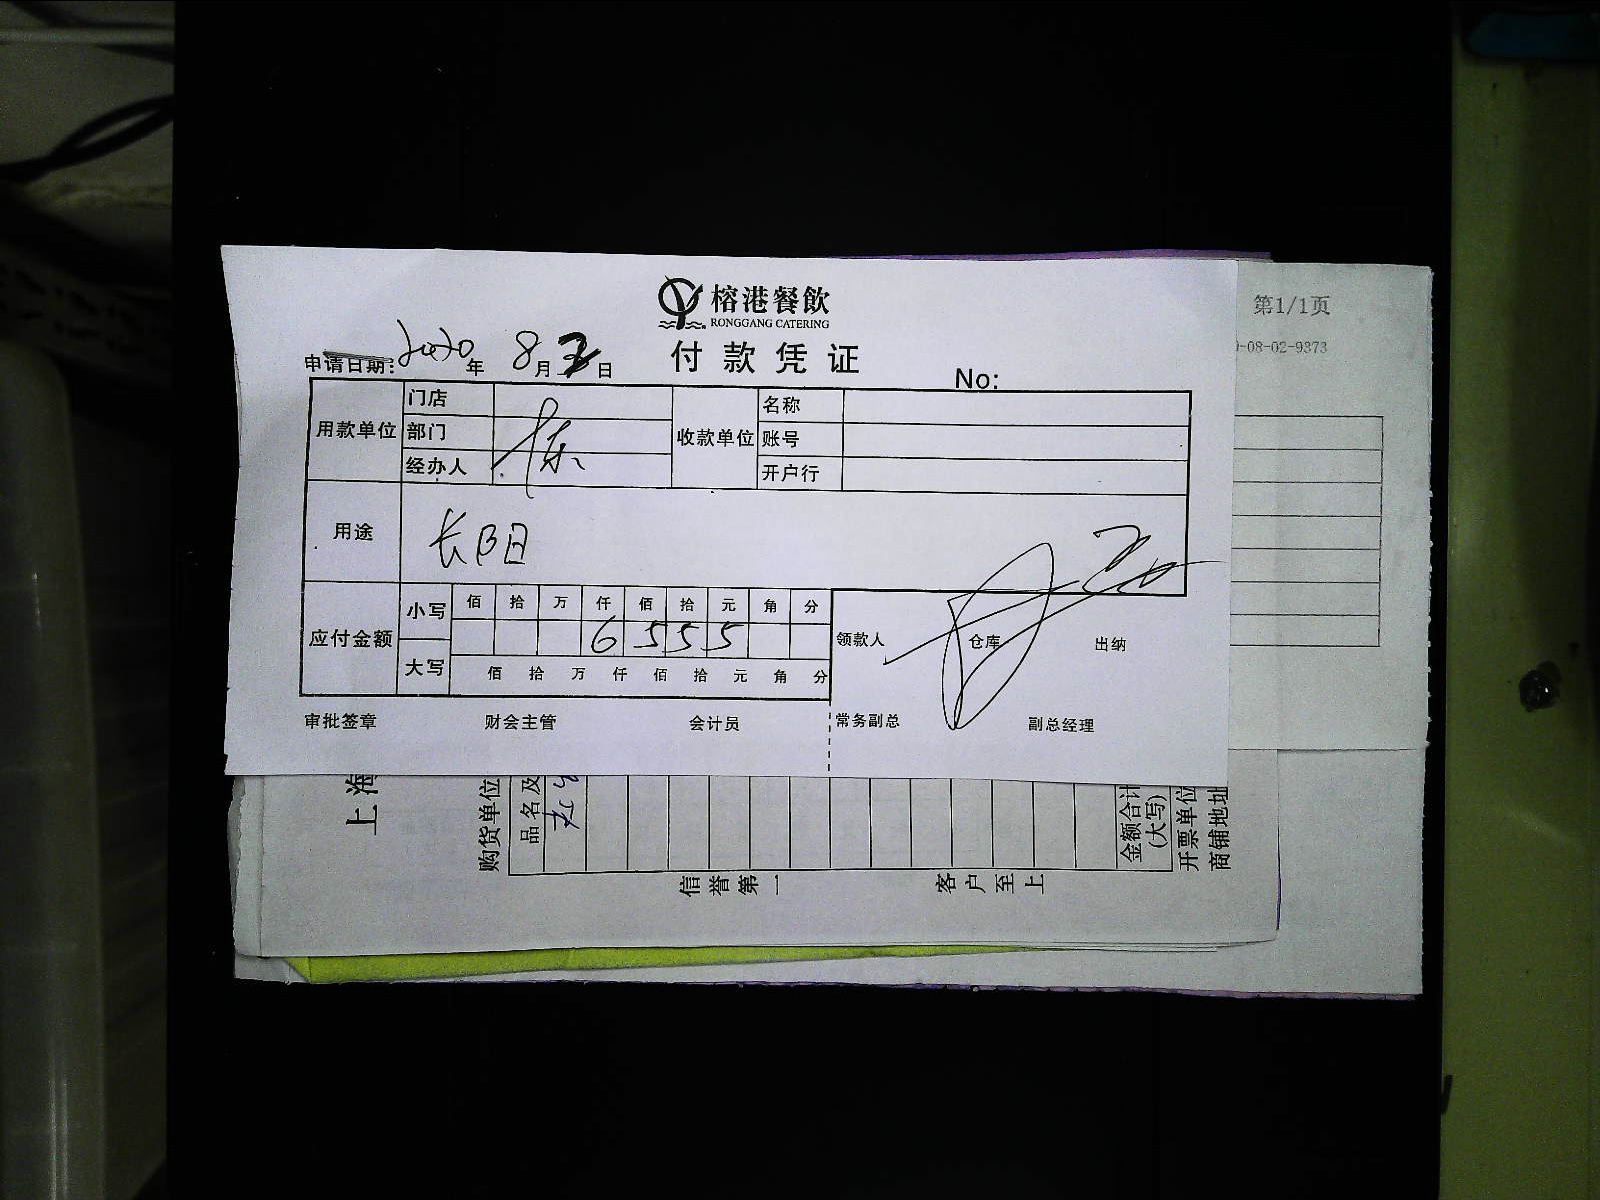 榕港餐飲
RONGGANG CATERING
付款凭证
申请日期: 2020年 8月 日
No:
用款单位 门店 收款单位 名称
部门 账号
经办人 开户行
用途 长阳
应付金额 小写 佰 拾 万 仟 佰 拾 元 角 分
6 5 5 5
大写 佰 拾 万 仟 佰 拾 元 角 分
领款人 仓库 出纳
审批签章 财会主管 会计员 常务副总 副总经理
第1/1页
-08-02-9373
上海
购货单位
品名及
金额合计
(大写)
开票单位
商铺地址
信誉第一 客户至上